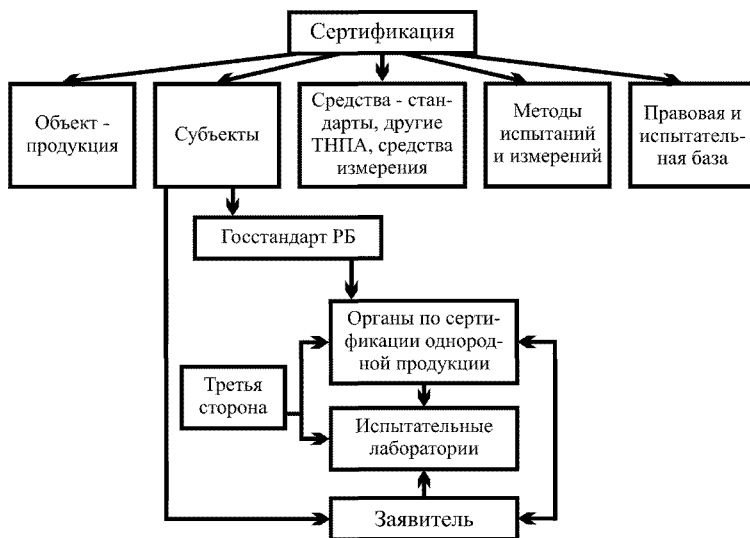 Сертификация
Объект -
продукция
Субъекты
Средства - стан-
дарты, другие
ТНПА, средства
измерения
Методы
испытаний
и измерений
Правовая и
испытатель-
ная база
Госстандарт РБ
Органы по серти-
фикации однород-
ной продукции
Третья
сторона
Испытательные
лаборатории
Заявитель